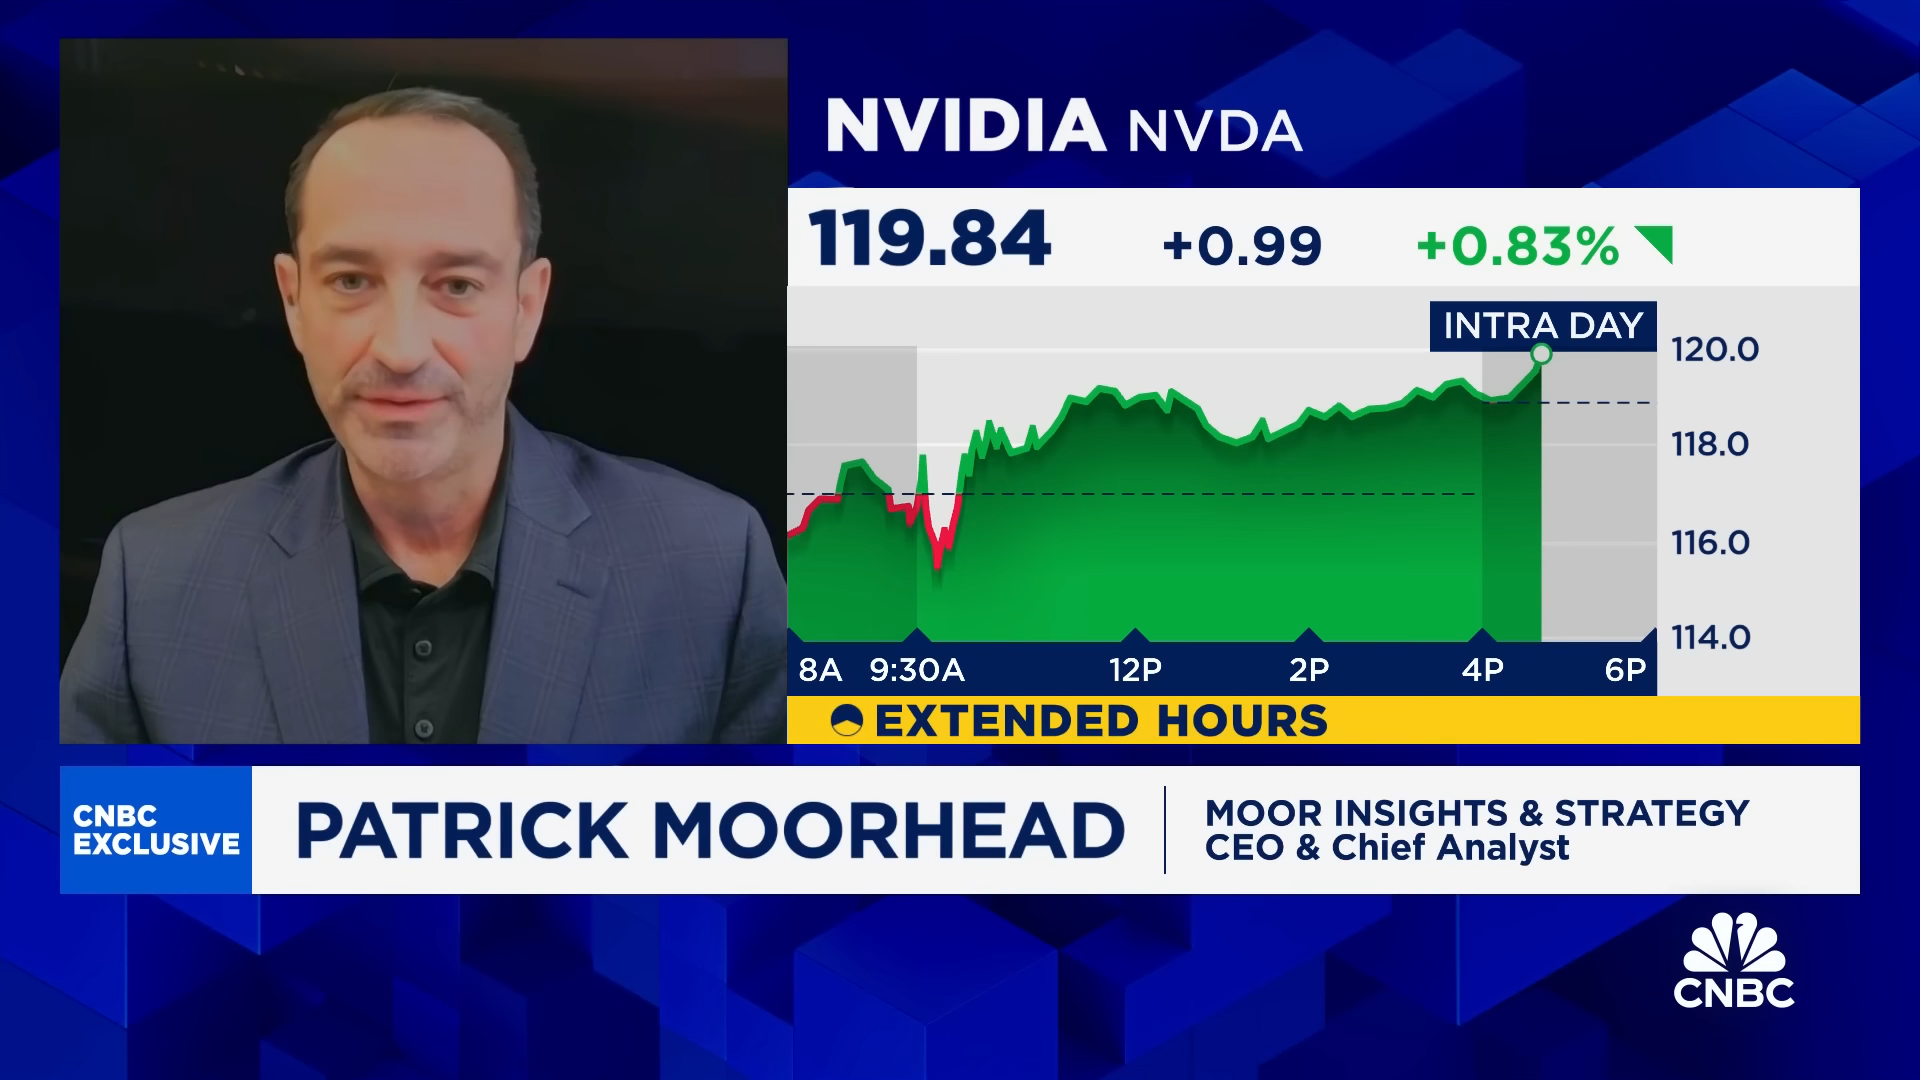 NVIDIA NVDA
119.84 +0.99 +0.83%
INTRA DAY
120.0
118.0
116.0
114.0
8A 9:30A 12P 2P 4P 6P
EXTENDED HOURS
CNBC
EXCLUSIVE
PATRICK MOORHEAD
MOOR INSIGHTS & STRATEGY
CEO & Chief Analyst
CNBC